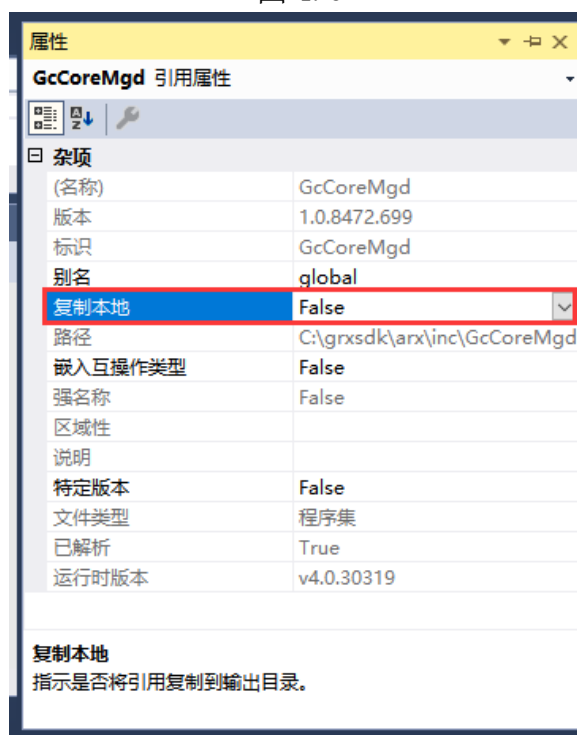 属性
GcCoreMgd 引用属性
杂项
(名称) GcCoreMgd
版本 1.0.8472.699
标识 GcCoreMgd
别名 global
复制本地 False
路径 C:\grxsdk\arx\inc\GcCoreMgd
嵌入互操作类型 False
强名称 False
区域性
说明
特定版本 False
文件类型 程序集
已解析 True
运行时版本 v4.0.30319
复制本地
指示是否将引用复制到输出目录。